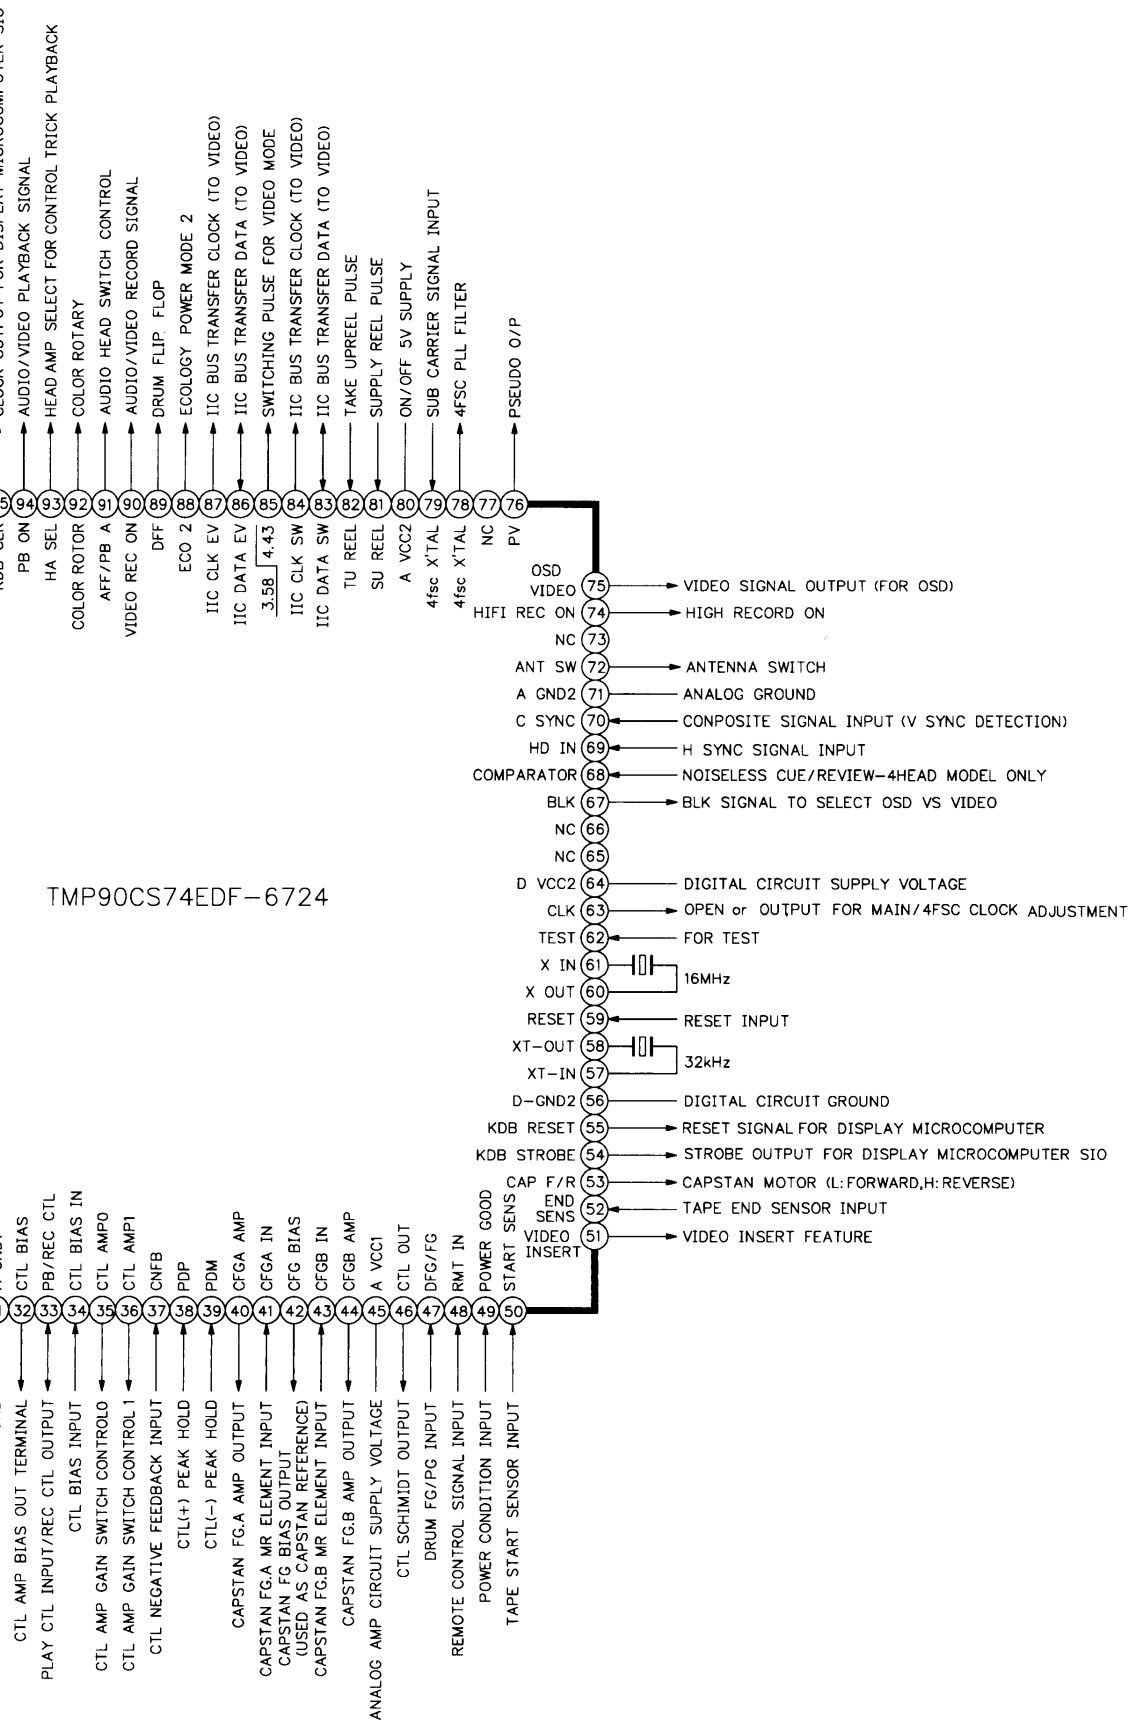 CLOCK OUTPUT FOR DISPLAY MICROCOMPUTER SIO
AUDIO/VIDEO PLAYBACK SIGNAL
HEAD AMP SELECT FOR CONTROL TRICK PLAYBACK
COLOR ROTARY
AUDIO HEAD SWITCH CONTROL
AUDIO/VIDEO RECORD SIGNAL
DRUM FLIP. FLOP
ECOLOGY POWER MODE 2
IIC BUS TRANSFER CLOCK (TO VIDEO)
IIC BUS TRANSFER DATA (TO VIDEO)
SWITCHING PULSE FOR VIDEO MODE
IIC BUS TRANSFER CLOCK (TO VIDEO)
IIC BUS TRANSFER DATA (TO VIDEO)
TAKE UPREEL PULSE
SUPPLY REEL PULSE
ON/OFF 5V SUPPLY
SUB CARRIER SIGNAL INPUT
4FSC PLL FILTER
PSEUDO O/P
5 94 93 92 91 90 89 88 87 86 85 84 83 82 81 80 79 78 77 76
KDB CLK
PB ON
HA SEL
COLOR ROTOR
AFF/PB A
VIDEO REC ON
DFF
ECO 2
IIC CLK EV
IIC DATA EV
3.58 4.43
IIC CLK SW
IIC DATA SW
TU REEL
SU REEL
A VCC2
4fsc X'TAL
4fsc X'TAL
NC
PV
OSD
VIDEO 75 VIDEO SIGNAL OUTPUT (FOR OSD)
HIFI REC ON 74 HIGH RECORD ON
NC 73
ANT SW 72 ANTENNA SWITCH
A GND2 71 ANALOG GROUND
C SYNC 70 CONPOSITE SIGNAL INPUT (V SYNC DETECTION)
HD IN 69 H SYNC SIGNAL INPUT
COMPARATOR 68 NOISELESS CUE/REVIEW-4HEAD MODEL ONLY
BLK 67 BLK SIGNAL TO SELECT OSD VS VIDEO
NC 66
NC 65
D VCC2 64 DIGITAL CIRCUIT SUPPLY VOLTAGE
TMP90CS74EDF-6724
CLK 63 OPEN or OUTPUT FOR MAIN/4FSC CLOCK ADJUSTMENT
TEST 62 FOR TEST
X IN 61
16MHz
X OUT 60
RESET 59 RESET INPUT
XT-OUT 58
32kHz
XT-IN 57
D-GND2 56 DIGITAL CIRCUIT GROUND
KDB RESET 55 RESET SIGNAL FOR DISPLAY MICROCOMPUTER
KDB STROBE 54 STROBE OUTPUT FOR DISPLAY MICROCOMPUTER SIO
CAP F/R 53 CAPSTAN MOTOR (L:FORWARD,H:REVERSE)
END
SENS 52 TAPE END SENSOR INPUT
VIDEO
INSERT 51 VIDEO INSERT FEATURE
CTL BIAS
PB/REC CTL
CTL BIAS IN
CTL AMP0
CTL AMP1
CNFB
PDP
PDM
CFGA AMP
CFGA IN
CFG BIAS
CFGB IN
CFGB AMP
A VCC1
CTL OUT
DFG/FG
RMT IN
POWER GOOD
START SENS
32 33 34 35 36 37 38 39 40 41 42 43 44 45 46 47 48 49 50
CTL AMP BIAS OUT TERMINAL
PLAY CTL INPUT/REC CTL OUTPUT
CTL BIAS INPUT
CTL AMP GAIN SWITCH CONTROL0
CTL AMP GAIN SWITCH CONTROL 1
CTL NEGATIVE FEEDBACK INPUT
CTL(+) PEAK HOLD
CTL(-) PEAK HOLD
CAPSTAN FG.A AMP OUTPUT
CAPSTAN FG.A MR ELEMENT INPUT
CAPSTAN FG BIAS OUTPUT
(USED AS CAPSTAN REFERENCE)
CAPSTAN FG.B MR ELEMENT INPUT
CAPSTAN FG.B AMP OUTPUT
ANALOG AMP CIRCUIT SUPPLY VOLTAGE
CTL SCHIMIDT OUTPUT
DRUM FG/PG INPUT
REMOTE CONTROL SIGNAL INPUT
POWER CONDITION INPUT
TAPE START SENSOR INPUT